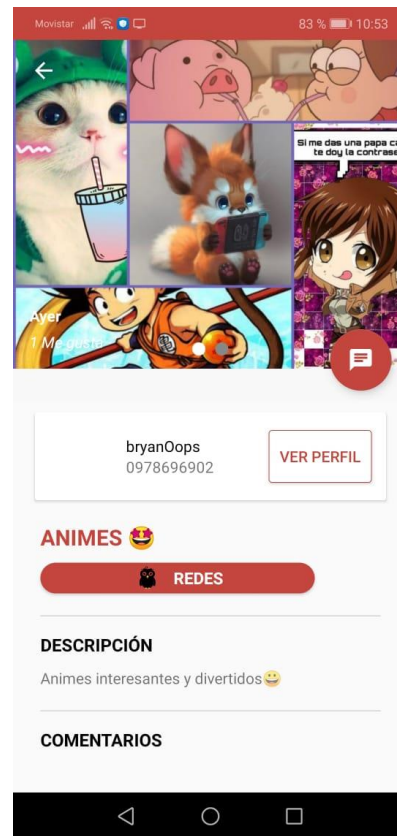 Movistar 83 % 10:53
Si me das una papa
te doy la
Ayer
1 Me gusta
bryanOops
0978696902
VER PERFIL
ANIMES 🤩
REDES
DESCRIPCIÓN
Animes interesantes y divertidos😀
COMENTARIOS